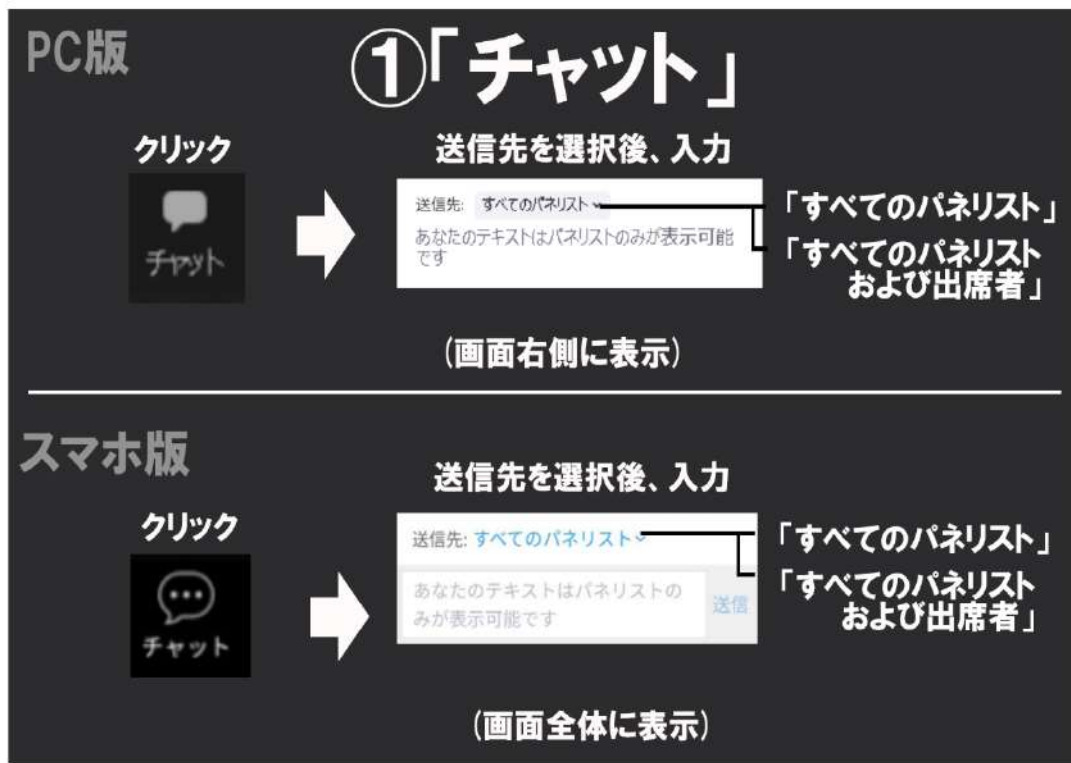 PC版
①「チャット」
クリック
チャット
送信先を選択後、入力
送信先: すべてのパネリスト
あなたのテキストはパネリストのみが表示可能
です
「すべてのパネリスト」
「すべてのパネリスト
および出席者」
(画面右側に表示)
スマホ版
クリック
チャット
送信先を選択後、入力
送信先: すべてのパネリスト
あなたのテキストはパネリストの
みが表示可能です
送信
「すべてのパネリスト」
「すべてのパネリスト
および出席者」
(画面全体に表示)